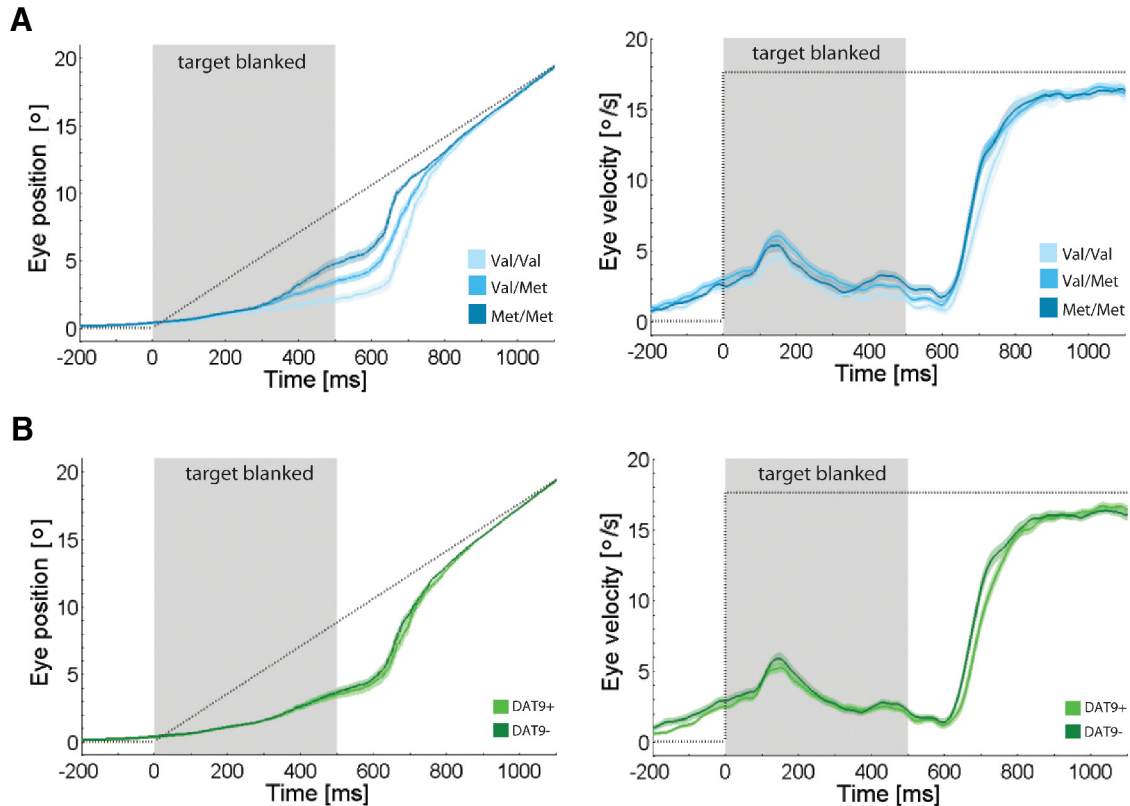 A
target blanked
Eye position [°]
20
15
10
5
0
Val/Val
Val/Met
Met/Met
-200 0 200 400 600 800 1000
Time [ms]
target blanked
Eye velocity [°/s]
20
15
10
5
0
Val/Val
Val/Met
Met/Met
-200 0 200 400 600 800 1000
Time [ms]
B
target blanked
Eye position [°]
20
15
10
5
0
DAT9+
DAT9-
-200 0 200 400 600 800 1000
Time [ms]
target blanked
Eye velocity [°/s]
20
15
10
5
0
DAT9+
DAT9-
-200 0 200 400 600 800 1000
Time [ms]